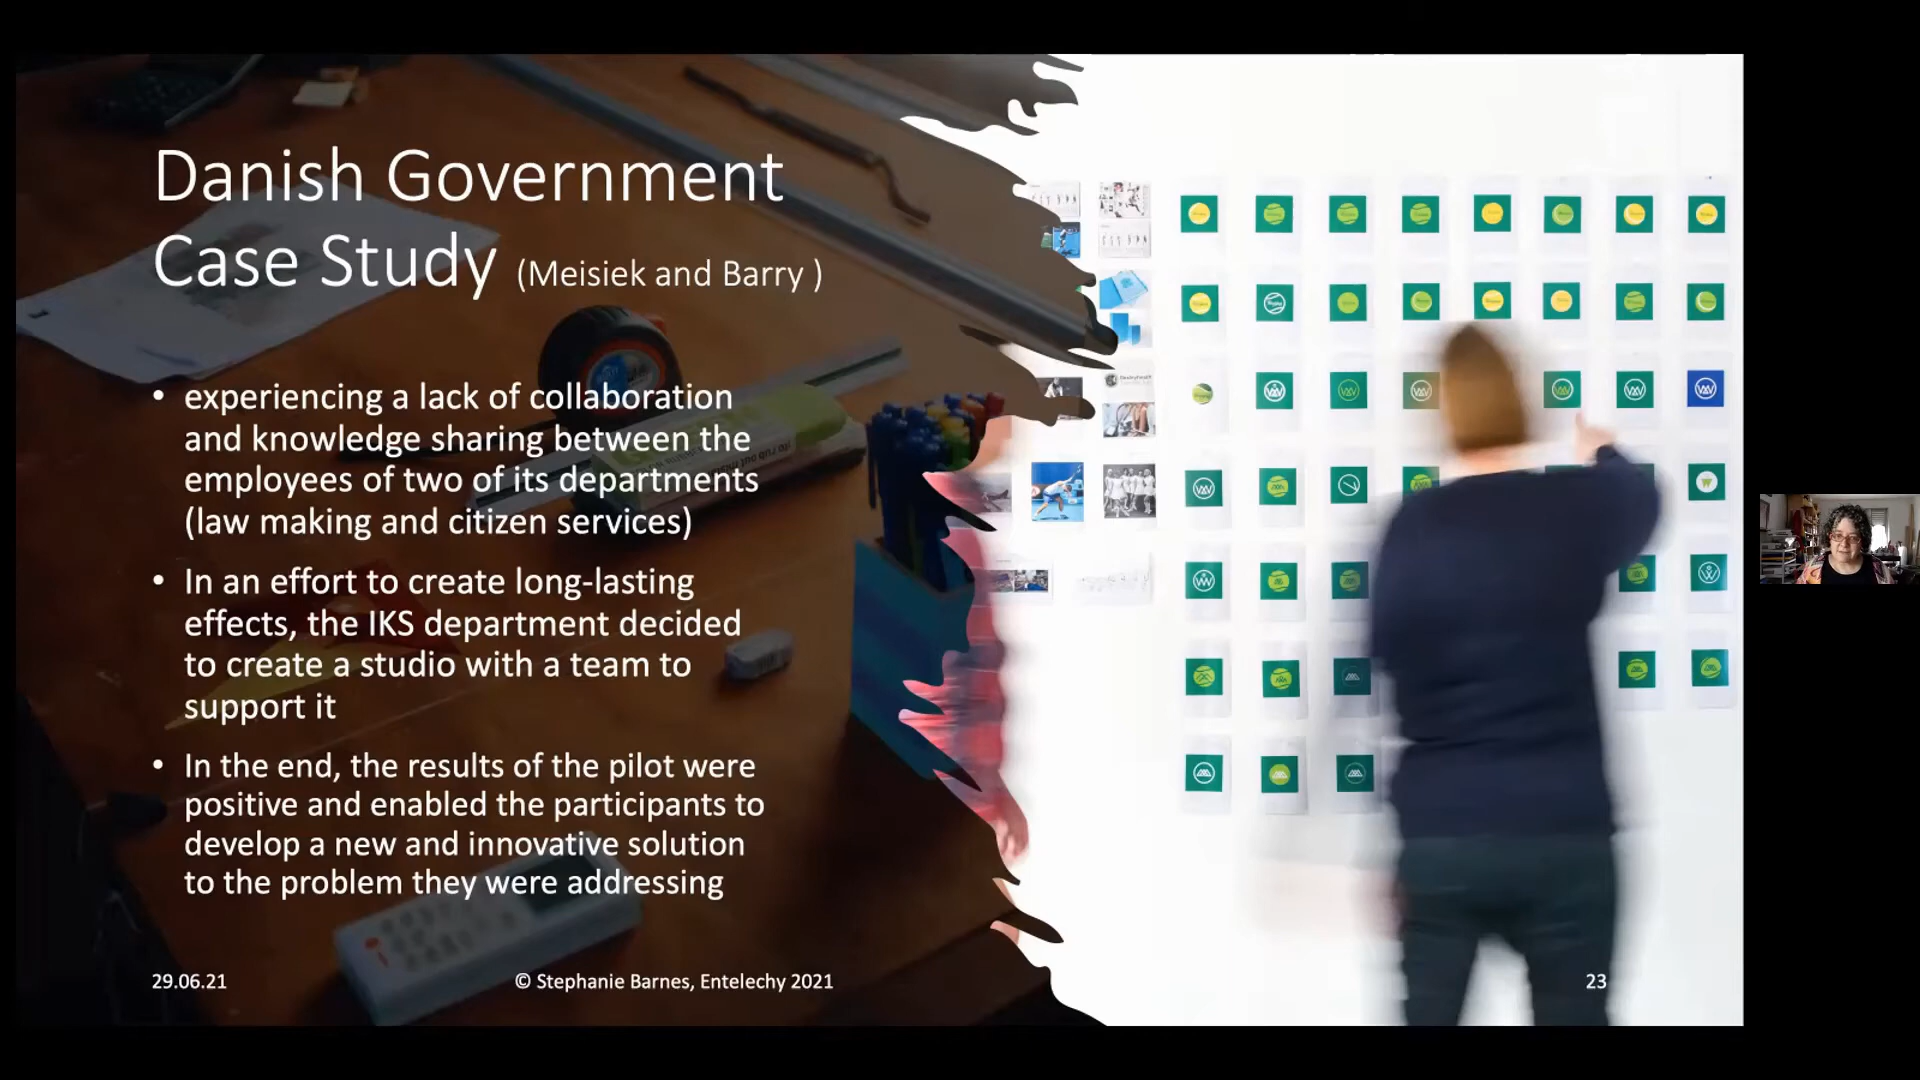 Danish Government
Case Study (Meisiek and Barry )
• experiencing a lack of collaboration
and knowledge sharing between the
employees of two of its departments
(law making and citizen services)
• In an effort to create long-lasting
effects, the IKS department decided
to create a studio with a team to
support it
• In the end, the results of the pilot were
positive and enabled the participants to
develop a new and innovative solution
to the problem they were addressing
29.06.21
© Stephanie Barnes, Entelechy 2021
23